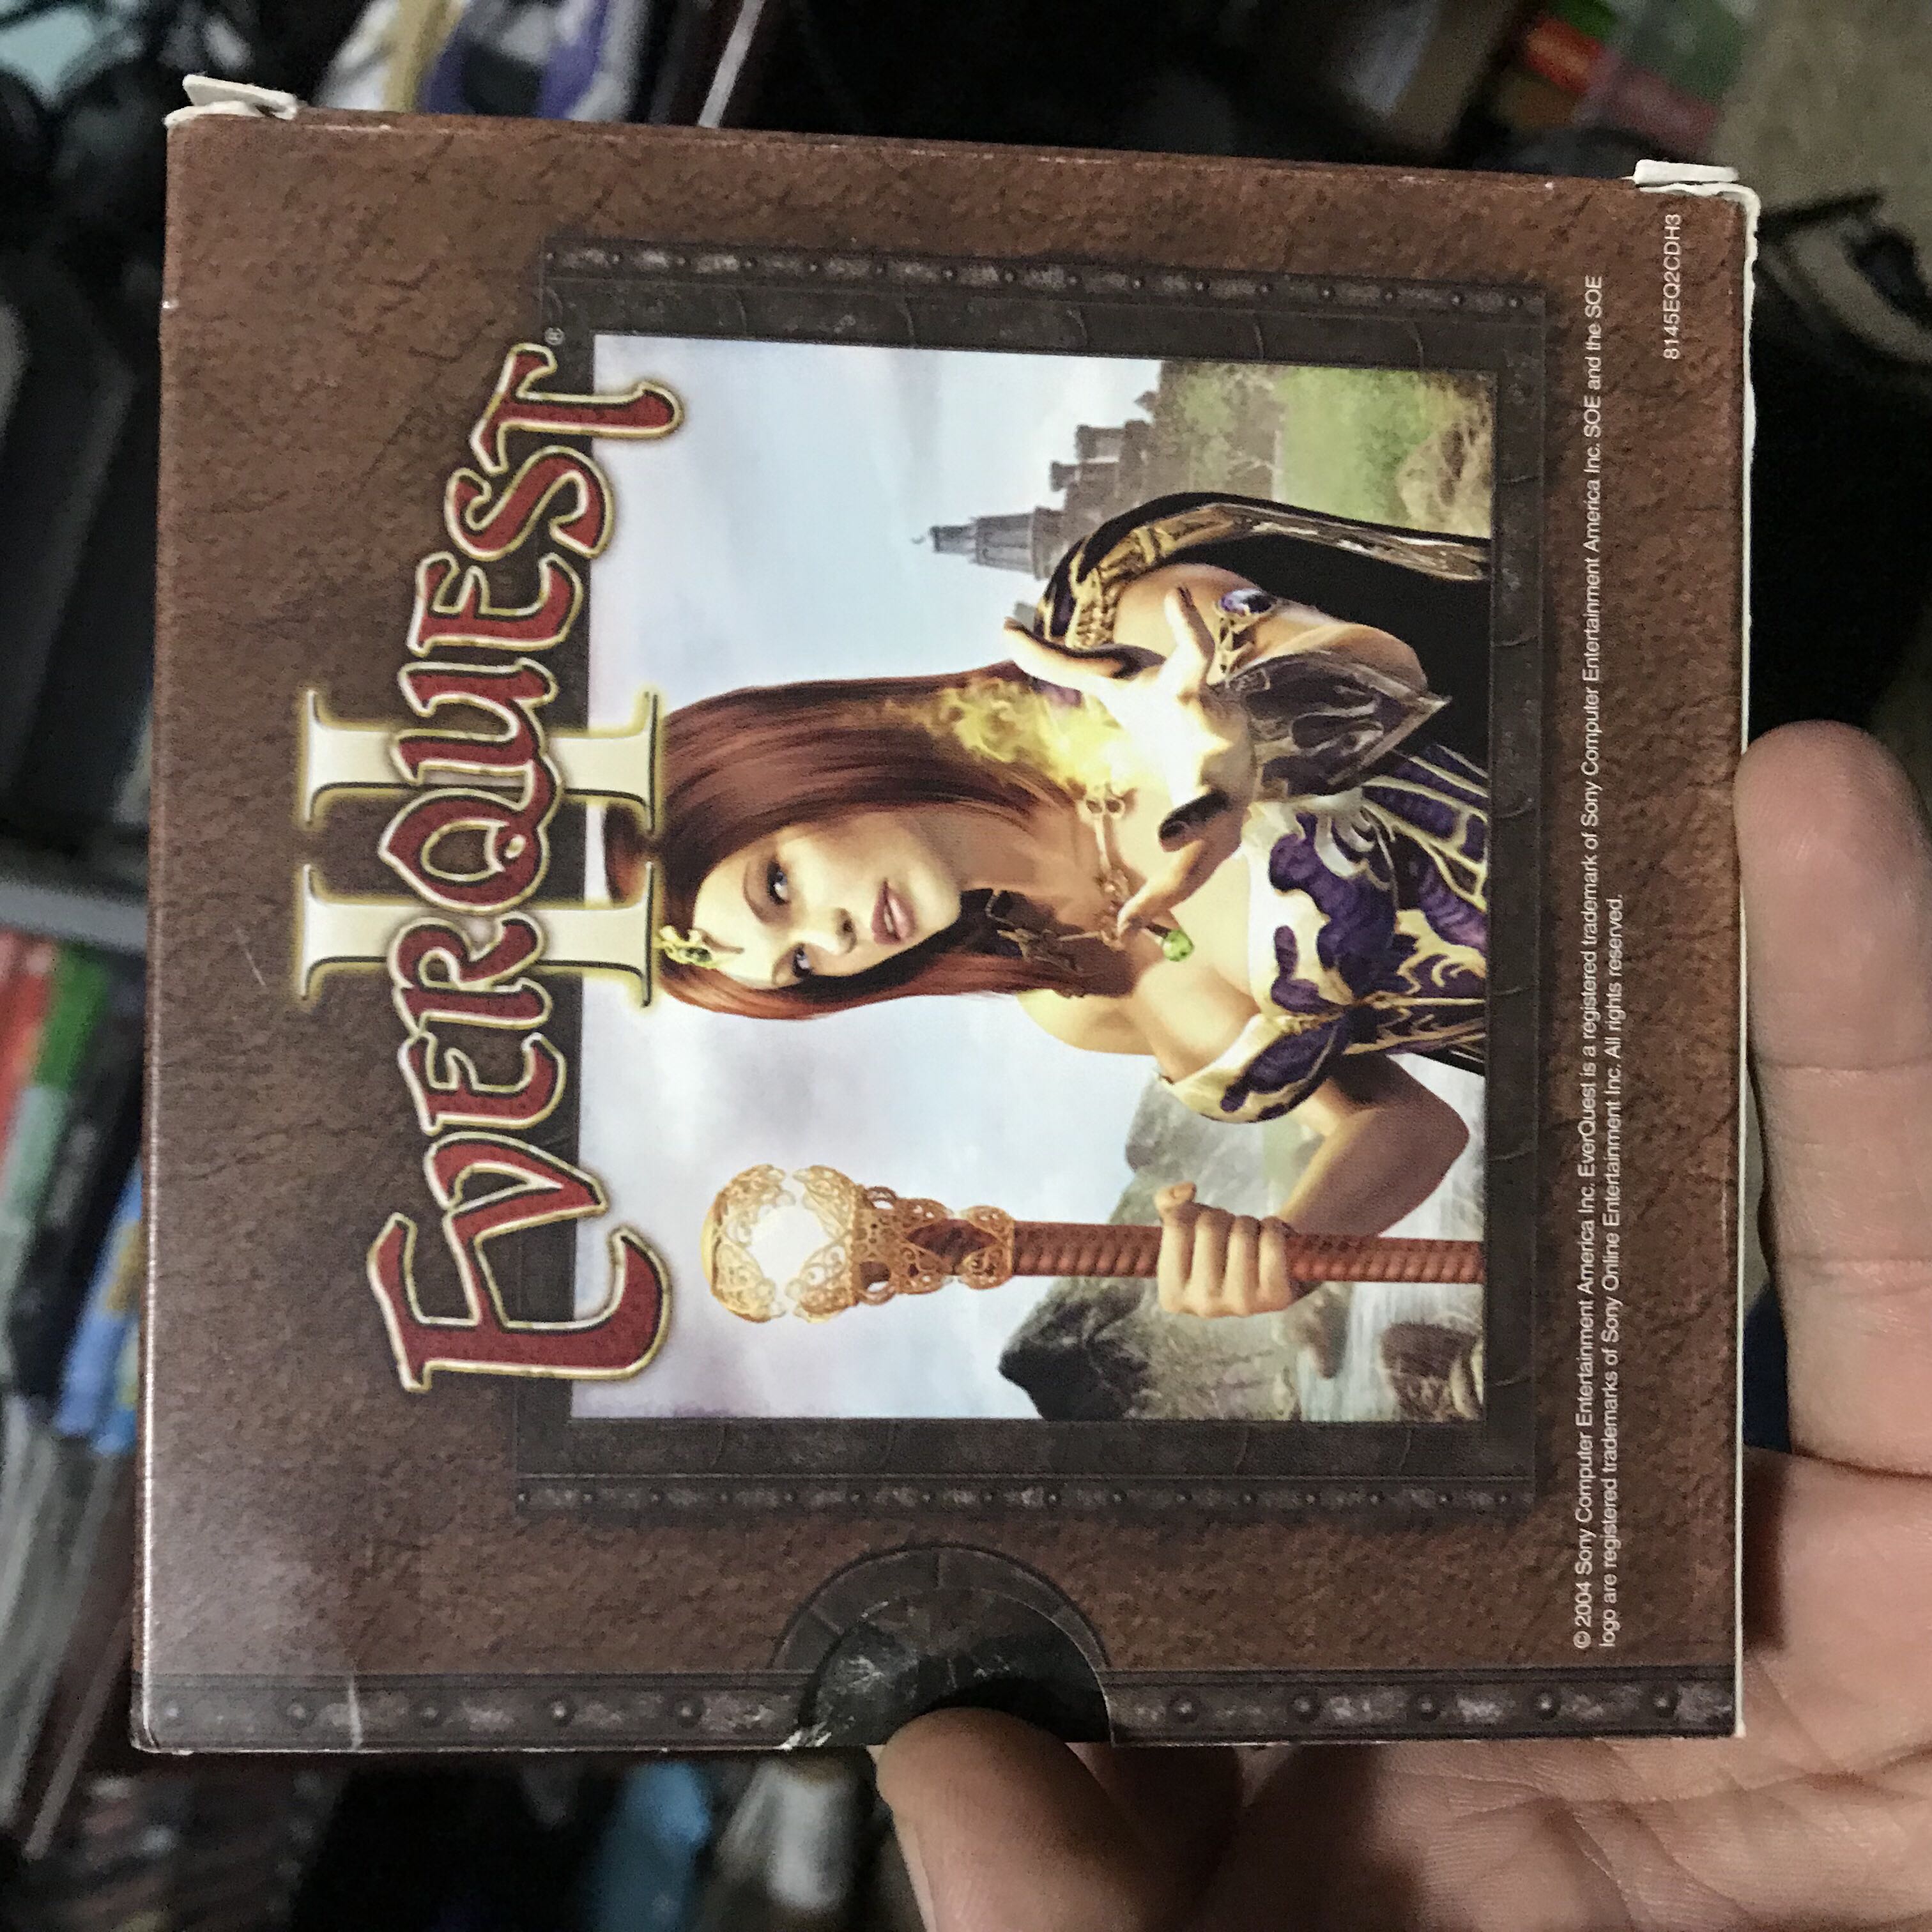 EVERQUEST®
II
© 2004 Sony Computer Entertainment America Inc. EverQuest is a registered trademark of Sony Computer Entertainment America Inc. SOE and the SOE
logo are registered trademarks of Sony Online Entertainment Inc. All rights reserved.
8145EQ2CDH3